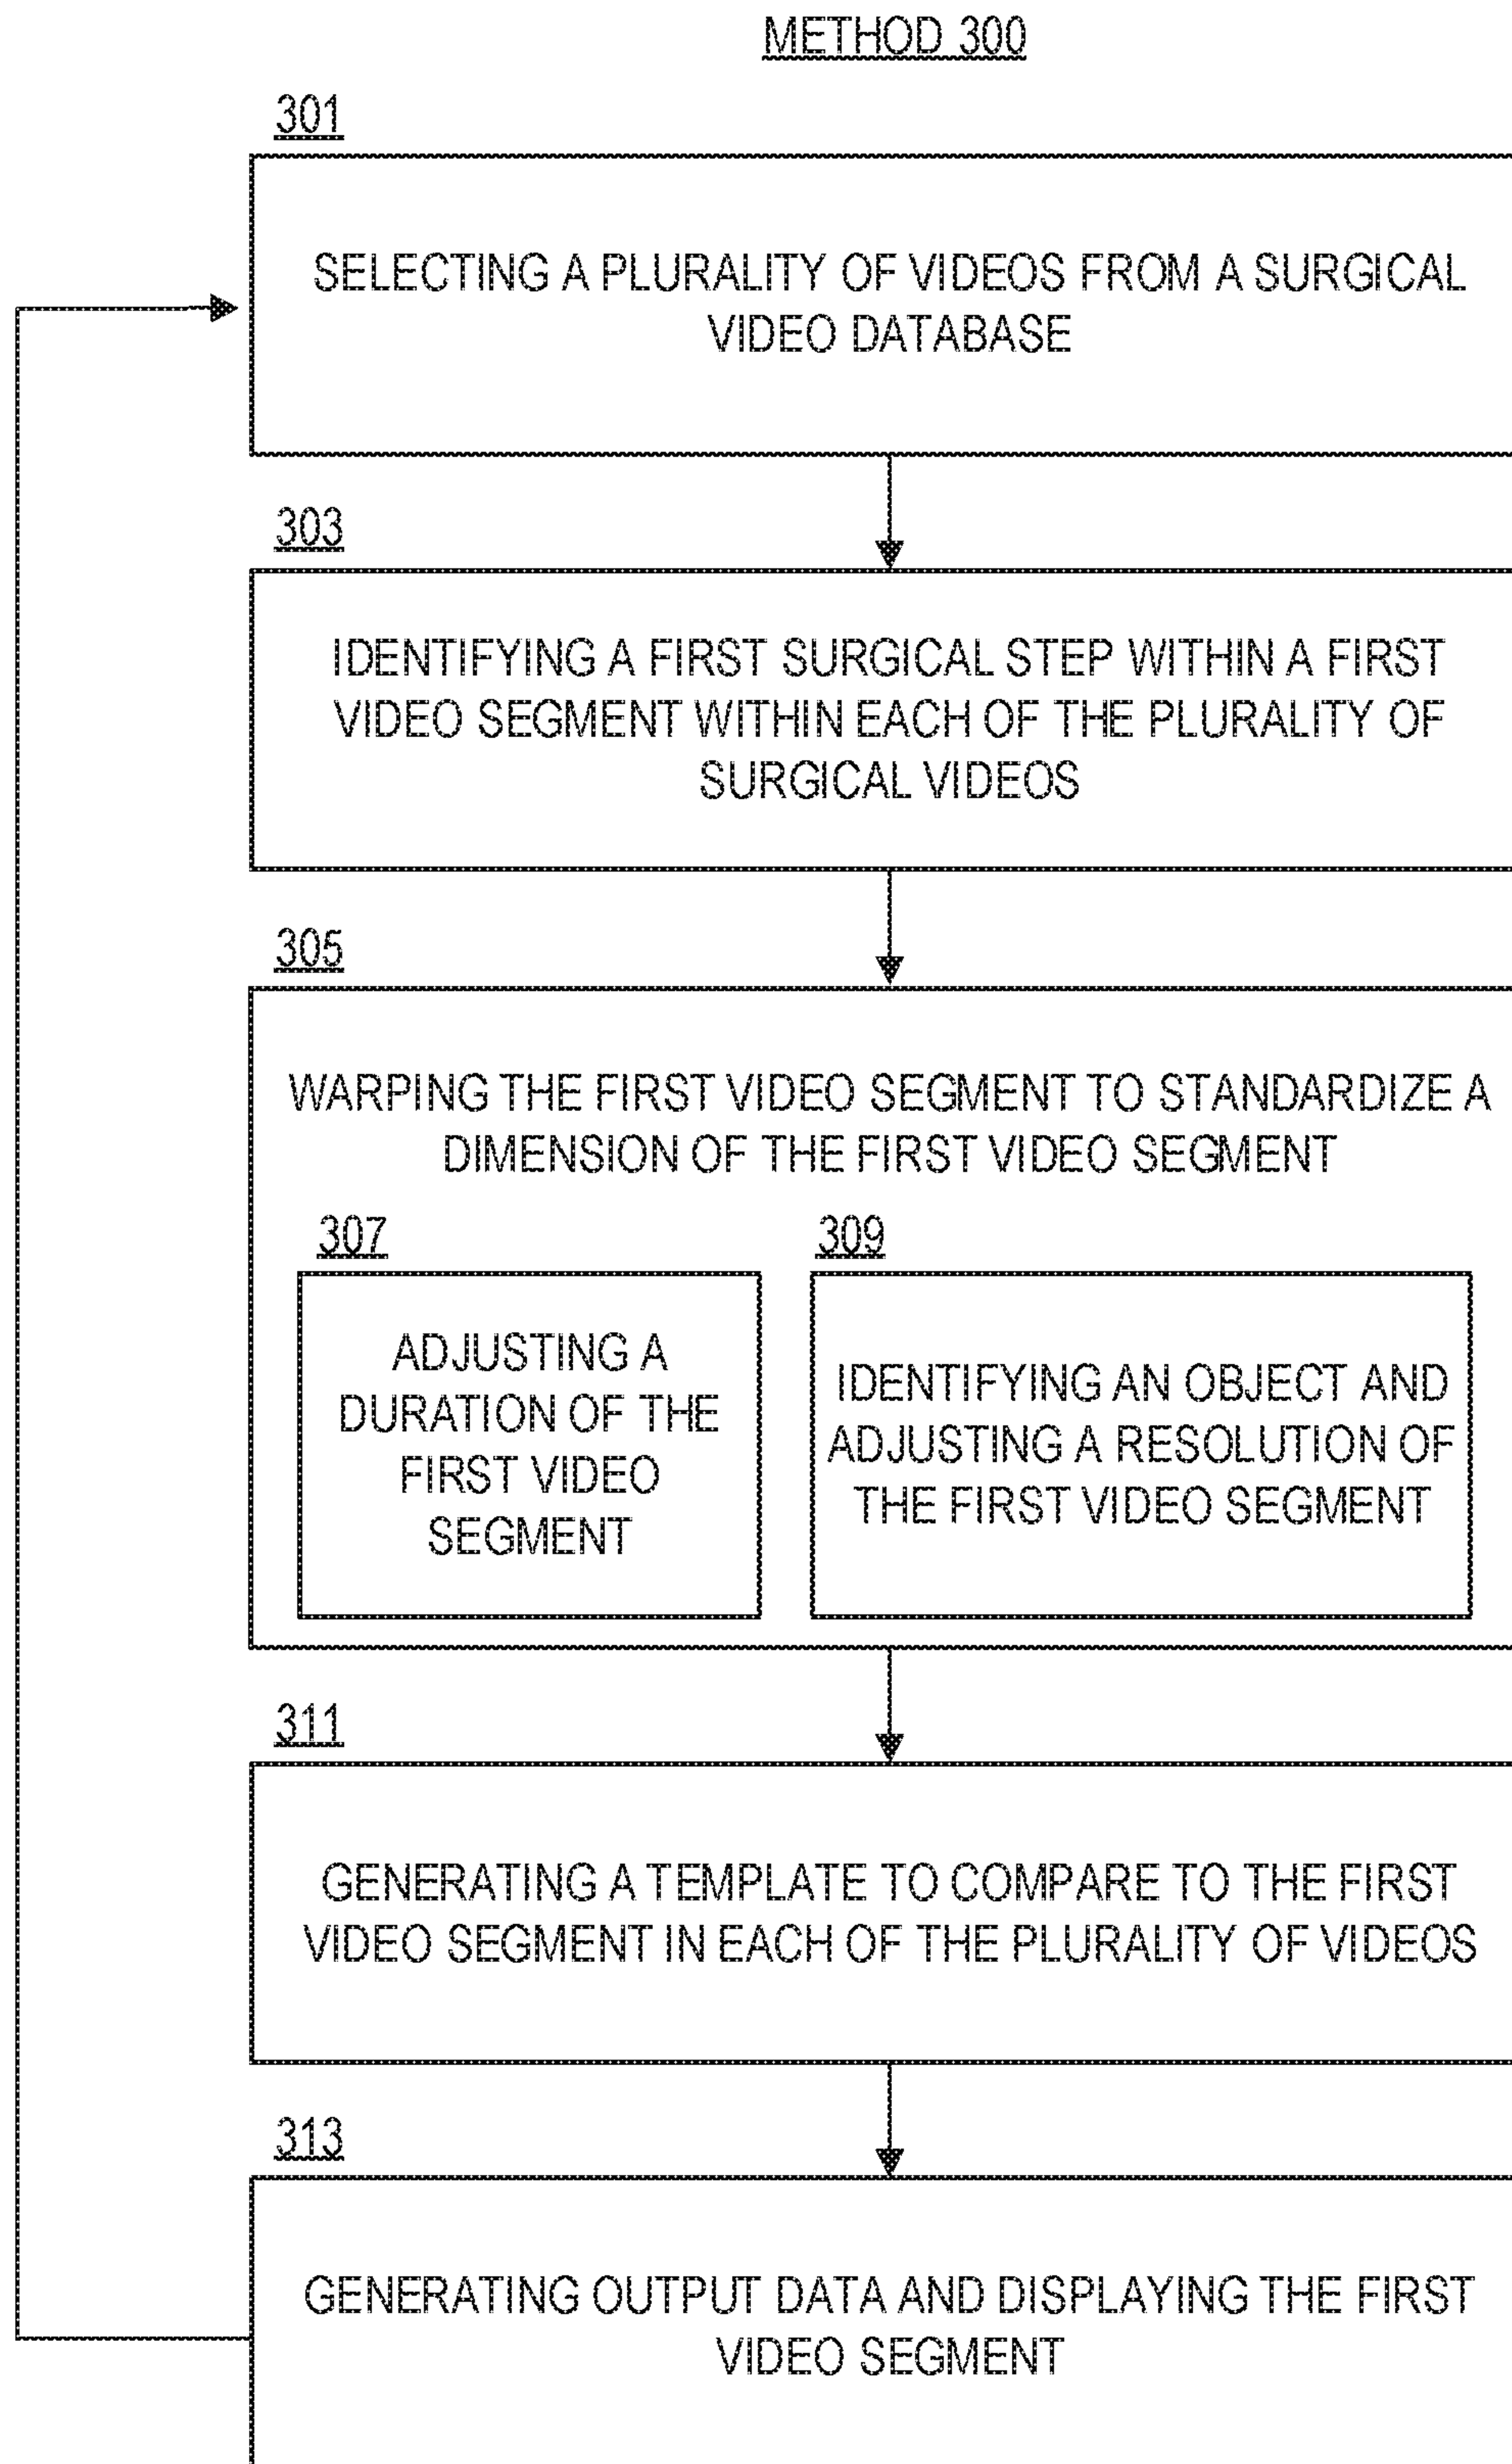 METHOD 300
301
SELECTING A PLURALITY OF VIDEOS FROM A SURGICAL
VIDEO DATABASE
303
IDENTIFYING A FIRST SURGICAL STEP WITHIN A FIRST
VIDEO SEGMENT WITHIN EACH OF THE PLURALITY OF
SURGICAL VIDEOS
305
WARPING THE FIRST VIDEO SEGMENT TO STANDARDIZE A
DIMENSION OF THE FIRST VIDEO SEGMENT
307
ADJUSTING A
DURATION OF THE
FIRST VIDEO
SEGMENT
309
IDENTIFYING AN OBJECT AND
ADJUSTING A RESOLUTION OF
THE FIRST VIDEO SEGMENT
311
GENERATING A TEMPLATE TO COMPARE TO THE FIRST
VIDEO SEGMENT IN EACH OF THE PLURALITY OF VIDEOS
313
GENERATING OUTPUT DATA AND DISPLAYING THE FIRST
VIDEO SEGMENT